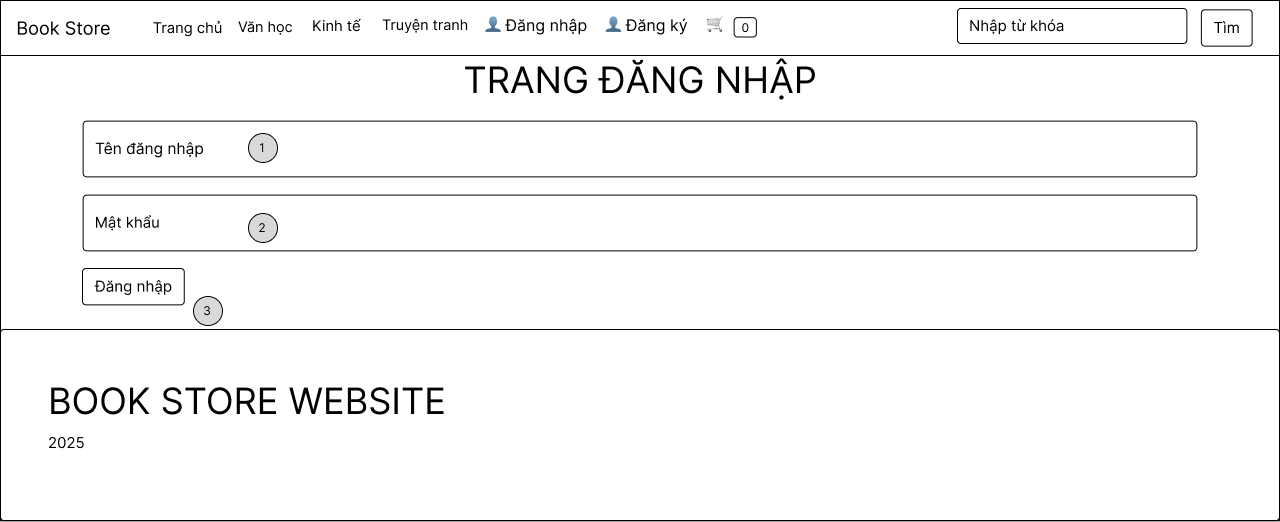 Book Store Trang chủ Văn học Kinh tế Truyện tranh 👤 Đăng nhập 👤 Đăng ký 🛒 0 Nhập từ khóa Tìm
TRANG ĐĂNG NHẬP
Tên đăng nhập 1
Mật khẩu 2
Đăng nhập
3
BOOK STORE WEBSITE
2025